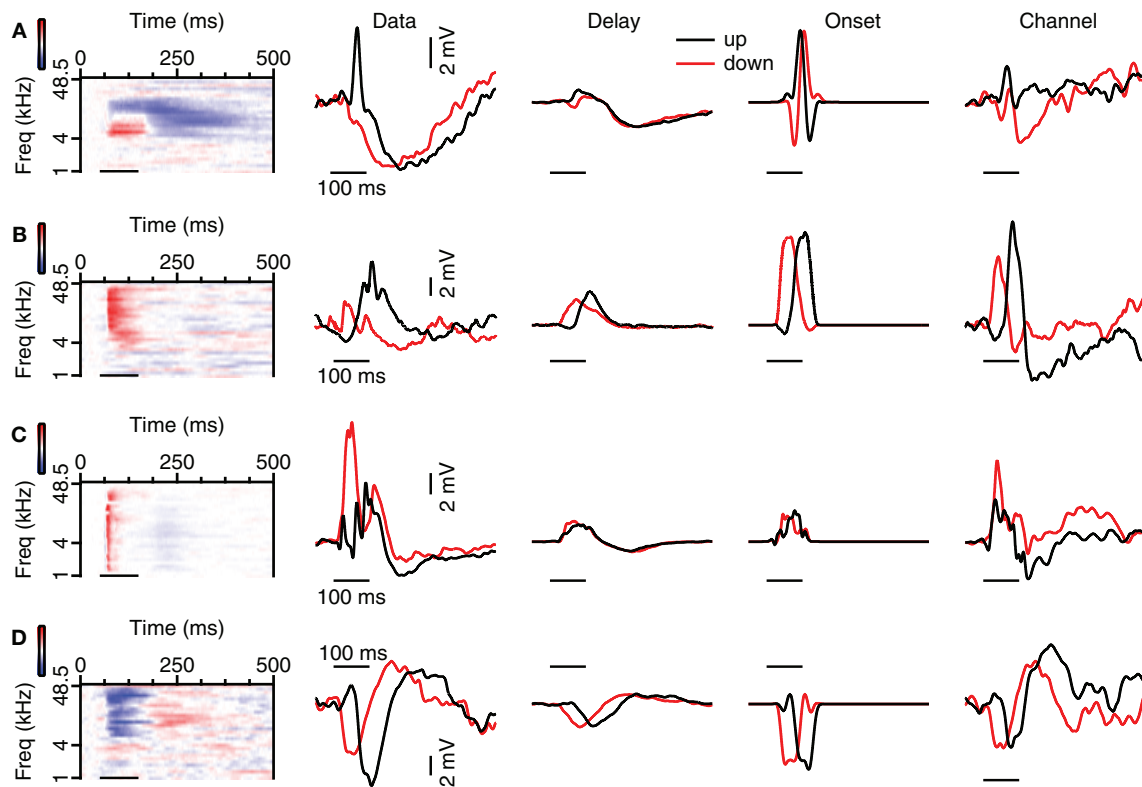 Data Delay Onset Channel
up
down
A
Time (ms)
0 250 500
Freq (kHz)
48.5
4
1
2 mV
100 ms
B
Time (ms)
0 250 500
Freq (kHz)
48.5
4
1
2 mV
100 ms
C
Time (ms)
0 250 500
Freq (kHz)
48.5
4
1
2 mV
100 ms
D
Time (ms)
0 250 500
Freq (kHz)
48.5
4
1
100 ms
2 mV